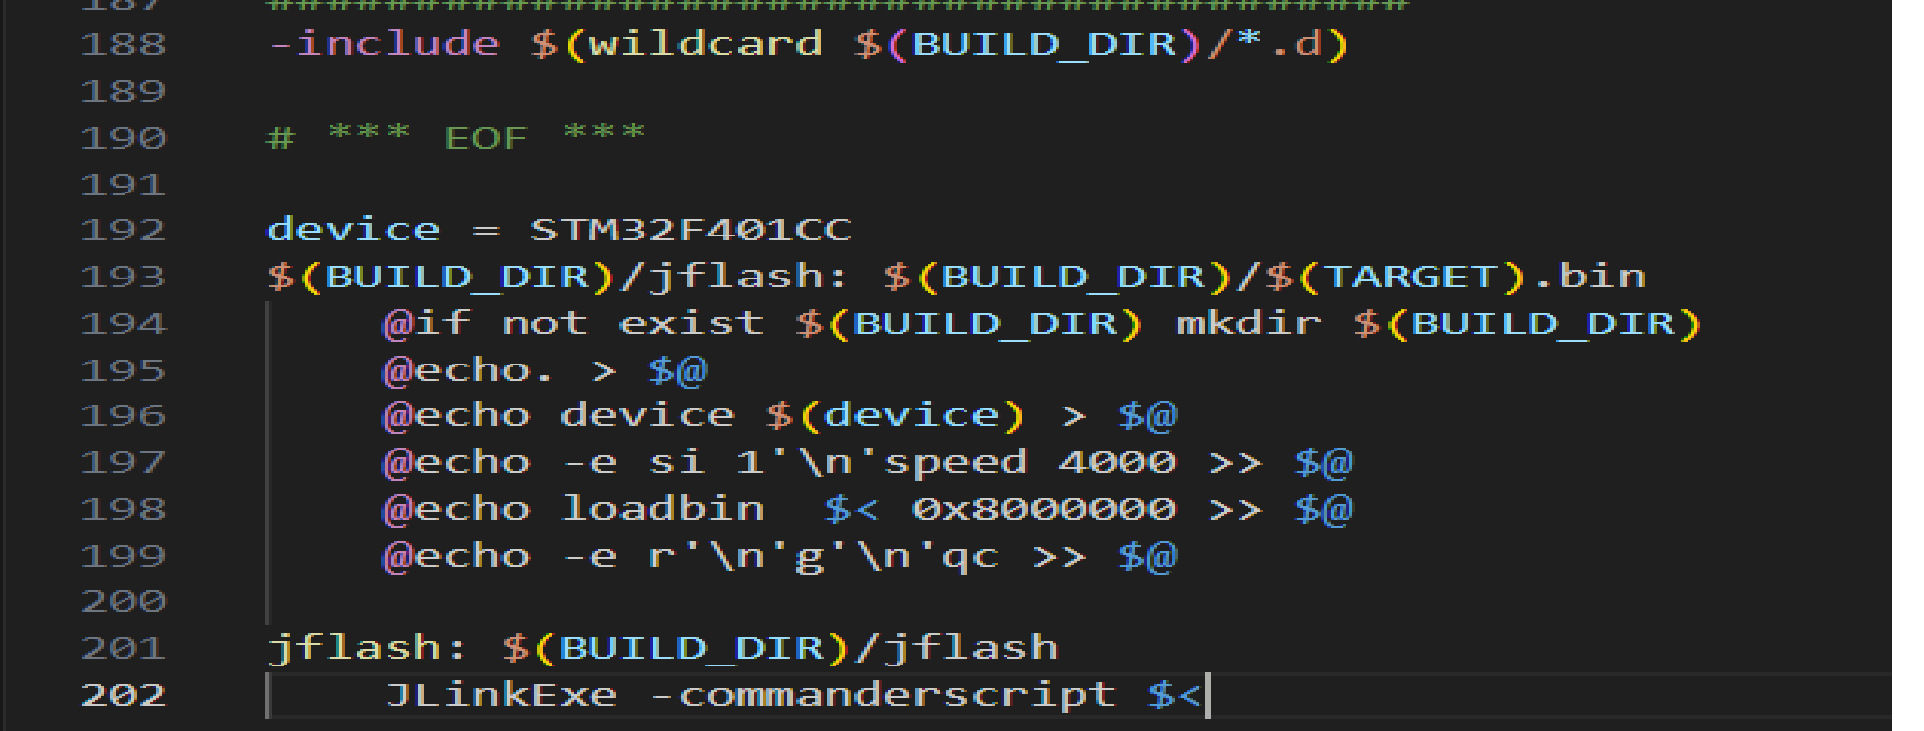 187 #######################################
188 -include $(wildcard $(BUILD_DIR)/*.d)
189
190 # *** EOF ***
191
192 device = STM32F401CC
193 $(BUILD_DIR)/jflash: $(BUILD_DIR)/$(TARGET).bin
194 @if not exist $(BUILD_DIR) mkdir $(BUILD_DIR)
195 @echo. > $@
196 @echo device $(device) > $@
197 @echo -e si 1'\n'speed 4000 >> $@
198 @echo loadbin  $< 0x8000000 >> $@
199 @echo -e r'\n'g'\n'qc >> $@
200
201 jflash: $(BUILD_DIR)/jflash
202 JLinkExe -commanderscript $<